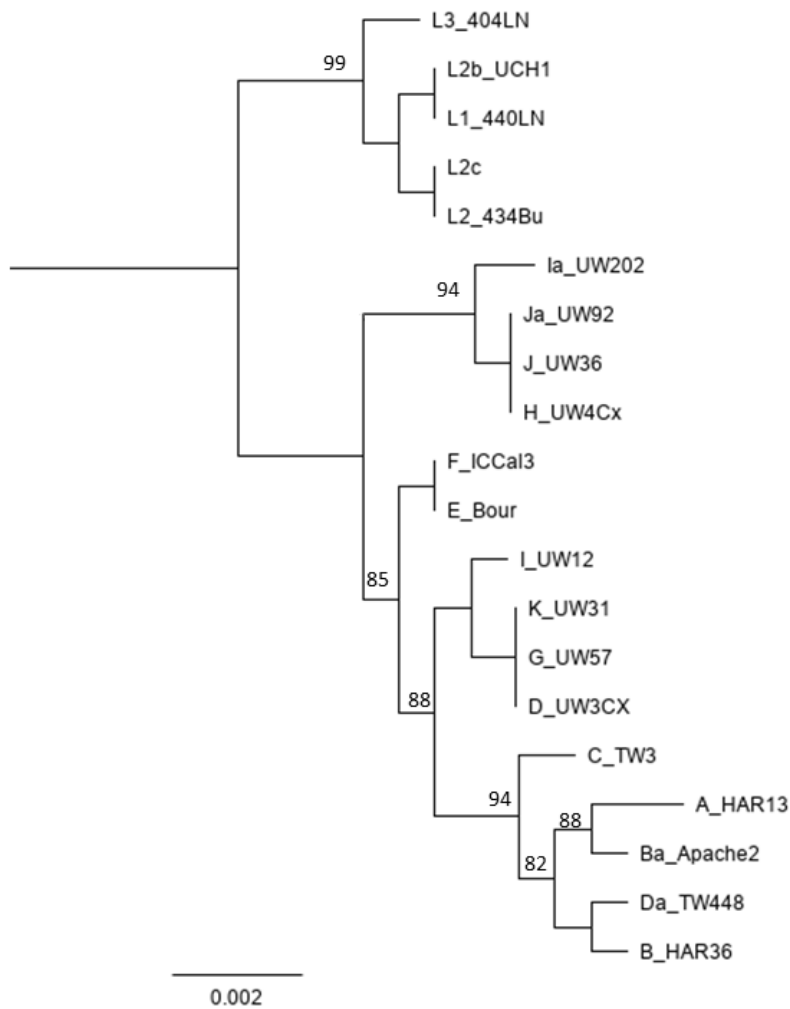 L3_404LN
99
L2b_UCH1
L1_440LN
L2c
L2_434Bu
Ia_UW202
94
Ja_UW92
J_UW36
H_UW4Cx
F_ICCal3
E_Bour
I_UW12
85
K_UW31
G_UW57
88
D_UW3CX
C_TW3
94
A_HAR13
88
Ba_Apache2
82
Da_TW448
B_HAR36
0.002